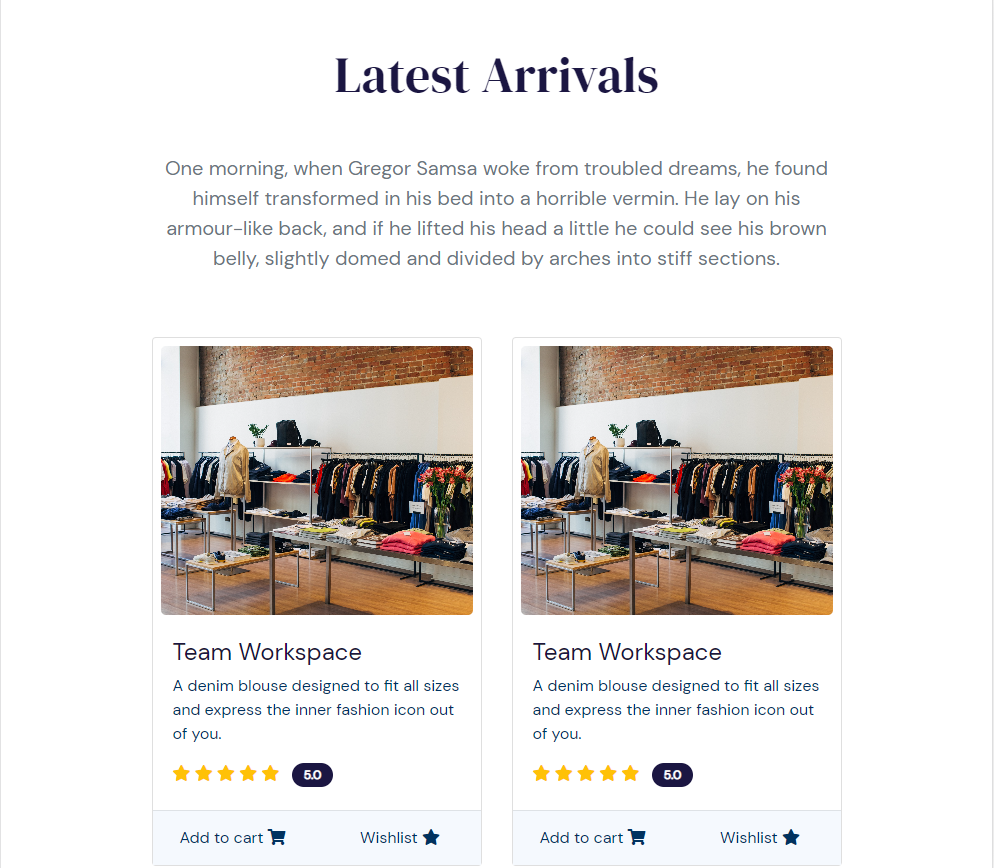 Latest Arrivals
One morning, when Gregor Samsa woke from troubled dreams, he found
himself transformed in his bed into a horrible vermin. He lay on his
armour-like back, and if he lifted his head a little he could see his brown
belly, slightly domed and divided by arches into stiff sections.
Team Workspace
A denim blouse designed to fit all sizes
and express the inner fashion icon out
of you.
5.0
Add to cart
Wishlist
Team Workspace
A denim blouse designed to fit all sizes
and express the inner fashion icon out
of you.
5.0
Add to cart
Wishlist